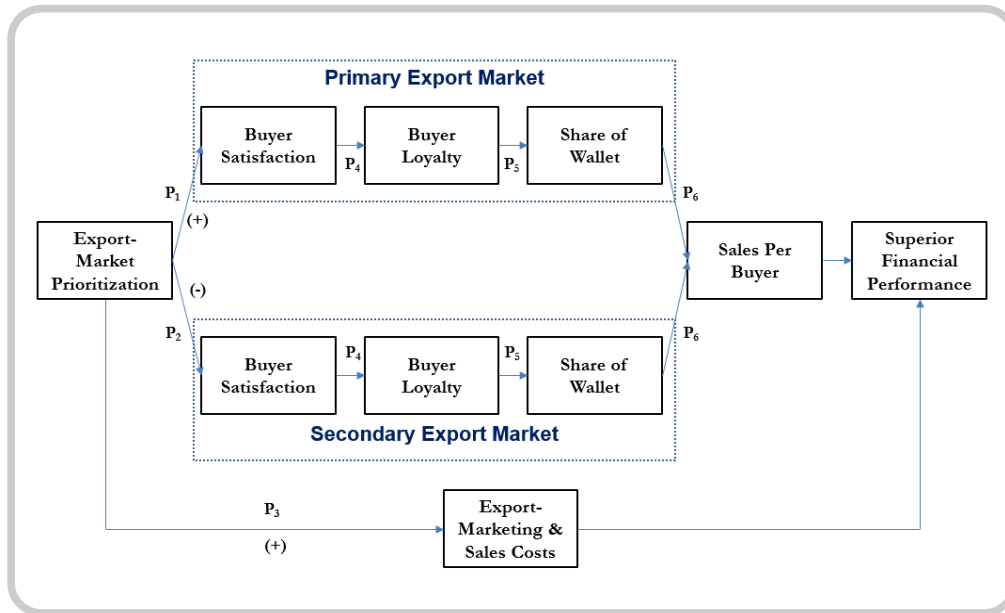 Primary Export Market
Buyer
Satisfaction
P₄
Buyer
Loyalty
P₅
Share of
Wallet
P₁
(+)
P₆
Export-
Market
Prioritization
Sales Per
Buyer
Superior
Financial
Performance
(-)
P₂
P₆
Buyer
Satisfaction
P₄
Buyer
Loyalty
P₅
Share of
Wallet
Secondary Export Market
P₃
(+)
Export-
Marketing &
Sales Costs